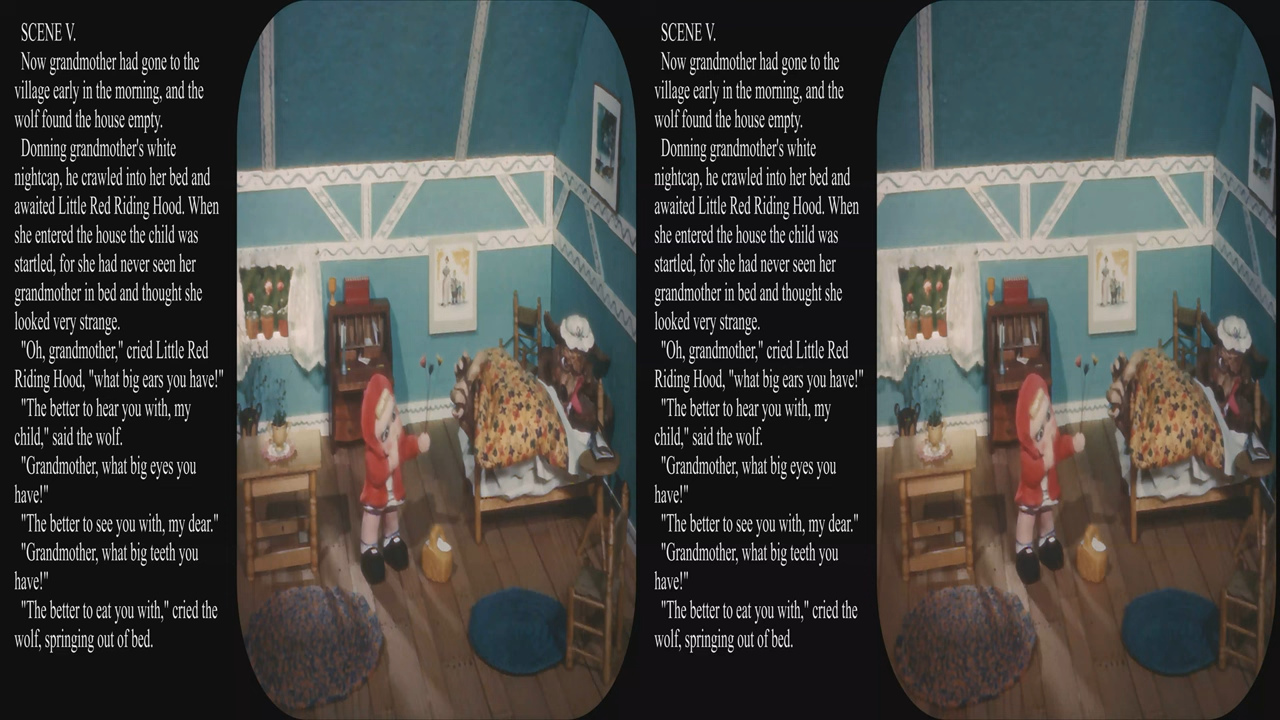 SCENE V.
Now grandmother had gone to the
village early in the morning, and the
wolf found the house empty.
Donning grandmother's white
nightcap, he crawled into her bed and
awaited Little Red Riding Hood. When
she entered the house the child was
startled, for she had never seen her
grandmother in bed and thought she
looked very strange.
"Oh, grandmother," cried Little Red
Riding Hood, "what big ears you have!"
"The better to hear you with, my
child," said the wolf.
"Grandmother, what big eyes you
have!"
"The better to see you with, my dear."
"Grandmother, what big teeth you
have!"
"The better to eat you with," cried the
wolf, springing out of bed.
SCENE V.
Now grandmother had gone to the
village early in the morning, and the
wolf found the house empty.
Donning grandmother's white
nightcap, he crawled into her bed and
awaited Little Red Riding Hood. When
she entered the house the child was
startled, for she had never seen her
grandmother in bed and thought she
looked very strange.
"Oh, grandmother," cried Little Red
Riding Hood, "what big ears you have!"
"The better to hear you with, my
child," said the wolf.
"Grandmother, what big eyes you
have!"
"The better to see you with, my dear."
"Grandmother, what big teeth you
have!"
"The better to eat you with," cried the
wolf, springing out of bed.